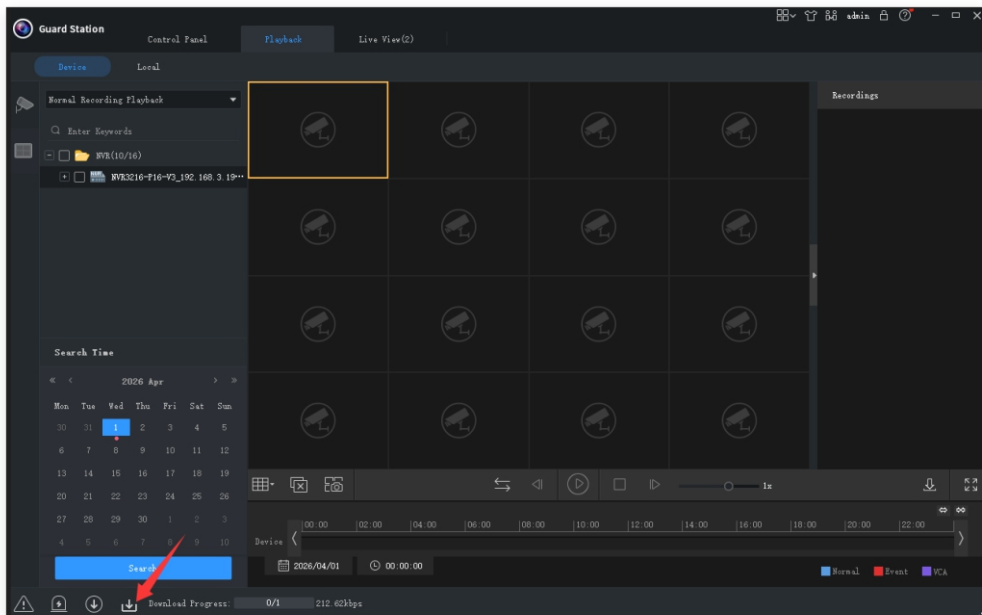 Guard Station
admin
Control Panel
Playback
Live View(2)
Device
Local
Normal Recording Playback
Enter Keywords
NVR(10/16)
NVR3216-P16-V3_192.168.3.19...
Recordings
Search Time
2026 Apr
Mon Tue Wed Thu Fri Sat Sun
30 31 1 2 3 4 5
6 7 8 9 10 11 12
13 14 15 16 17 18 19
20 21 22 23 24 25 26
27 28 29 30 1 2 3
4 5 6 7 8 9 10
Search
1x
00:00 02:00 04:00 06:00 08:00 10:00 12:00 14:00 16:00 18:00 20:00 22:00
Device
2026/04/01 00:00:00
Normal Event VCA
Download Progress: 0/1 212.62kbps